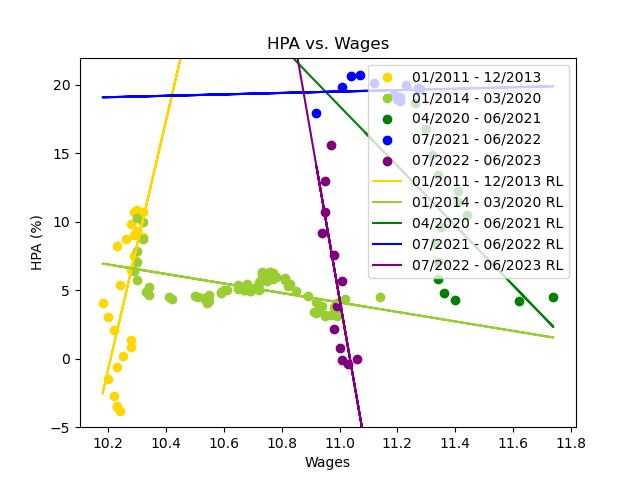 HPA vs. Wages
HPA (%)
20
15
10
5
0
−5
10.2 10.4 10.6 10.8 11.0 11.2 11.4 11.6 11.8
Wages
01/2011 - 12/2013
01/2014 - 03/2020
04/2020 - 06/2021
07/2021 - 06/2022
07/2022 - 06/2023
01/2011 - 12/2013 RL
01/2014 - 03/2020 RL
04/2020 - 06/2021 RL
07/2021 - 06/2022 RL
07/2022 - 06/2023 RL